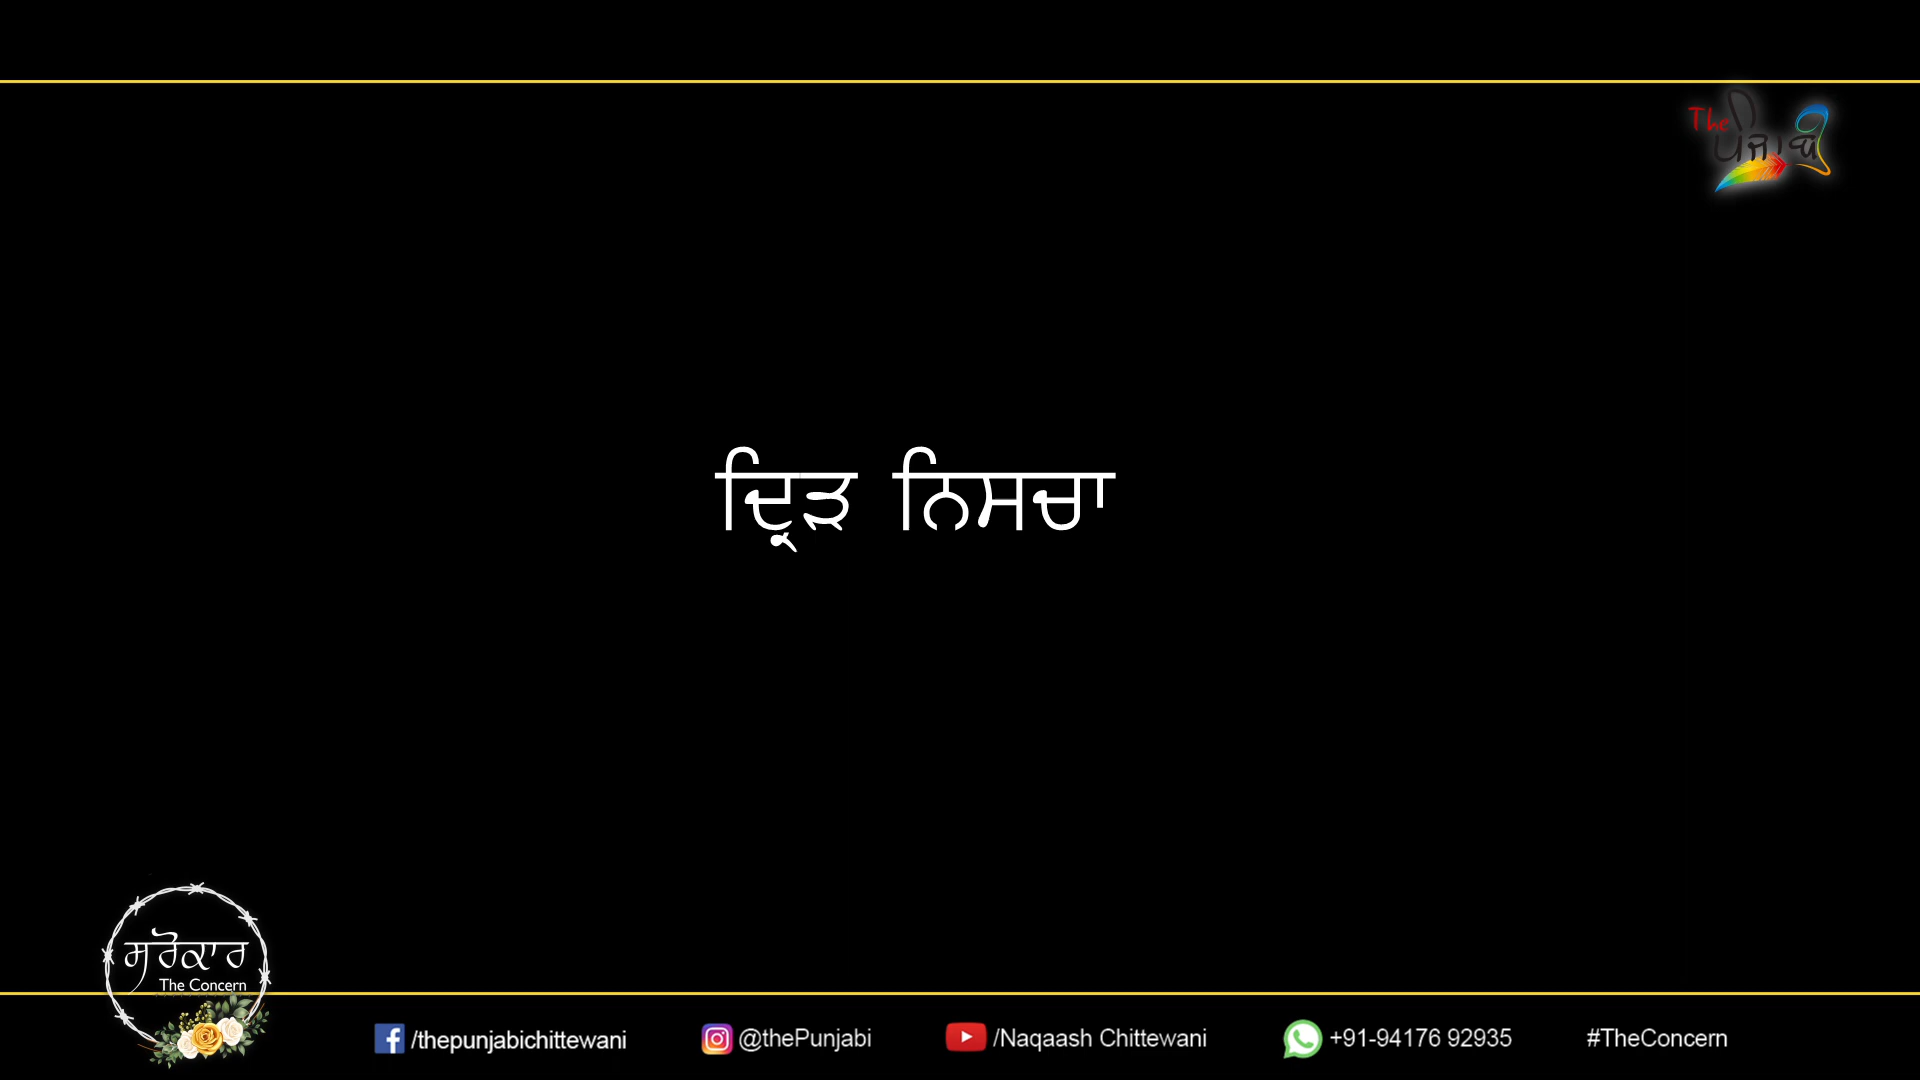 The ਪੰਜਾਬੀ
ਦ੍ਰਿੜ ਨਿਸਚਾ
ਸਰੋਕਾਰ
The Concern
/thepunjabichittewani @thePunjabi /Naqaash Chittewani +91-94176 92935 #TheConcern